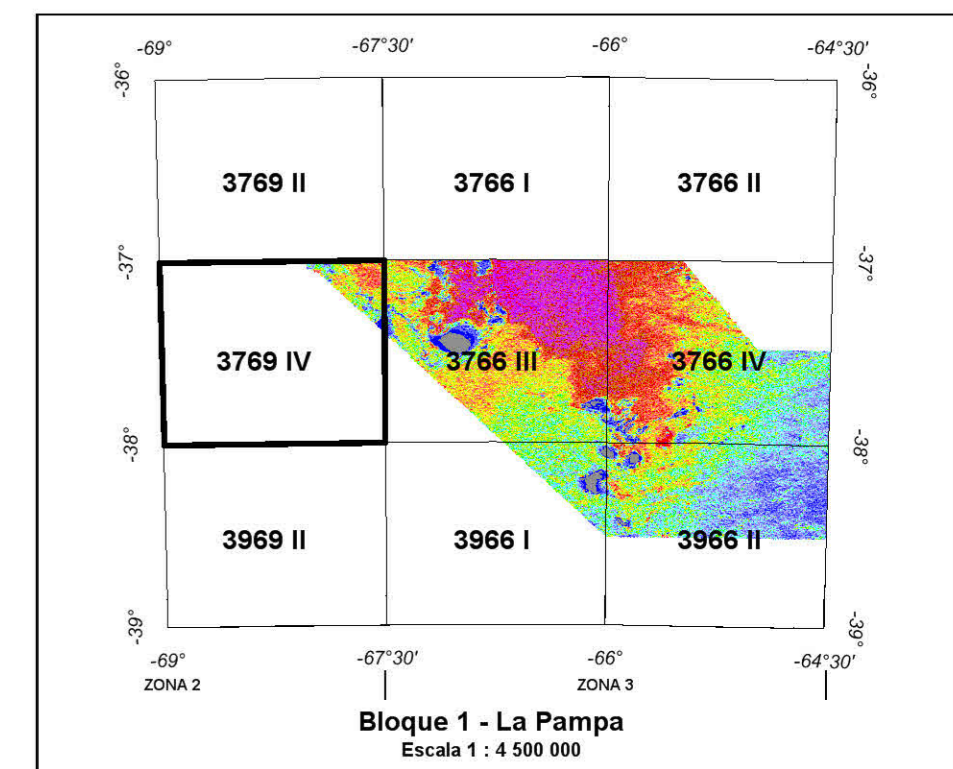 -69° -67°30' -66° -64°30'
-36° -36°
3769 II 3766 I 3766 II
-37° -37°
3769 IV 3766 III 3766 IV
-38° -38°
3969 II 3966 I 3966 II
-39° -39°
-69° -67°30' -66° -64°30'
ZONA 2 ZONA 3
Bloque 1 - La Pampa
Escala 1 : 4 500 000